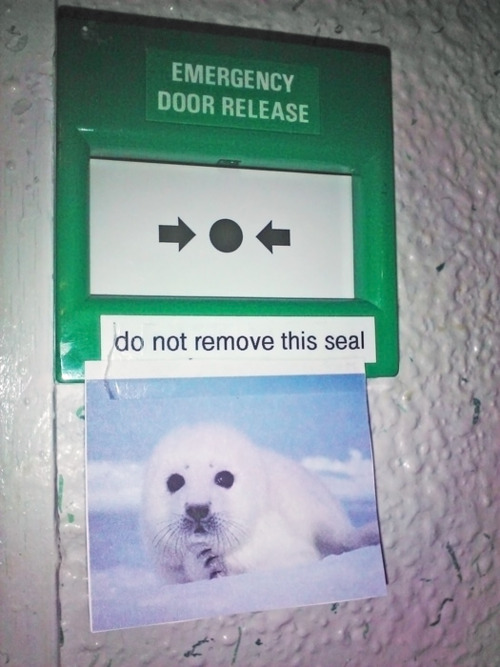 EMERGENCY
DOOR RELEASE
do not remove this seal